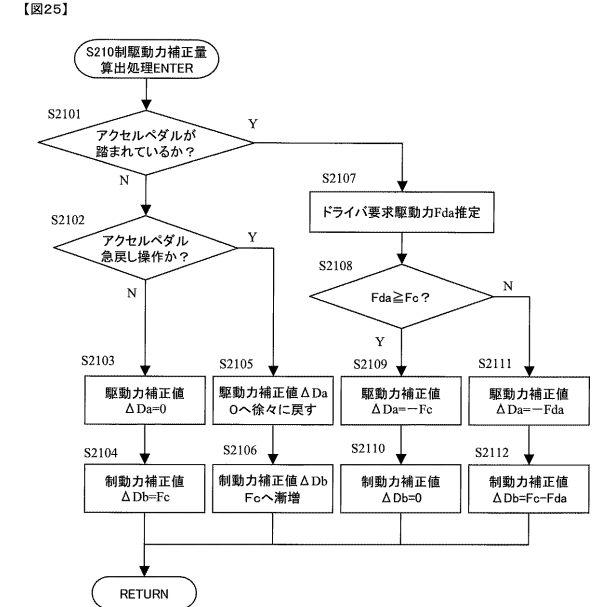 【図25】
S210制駆動力補正量
算出処理ENTER
S2101
アクセルペダルが
踏まれているか？
Y
N
S2107
ドライバ要求駆動力Fda推定
S2102
アクセルペダル
急戻し操作か？
Y
N
S2108
Fda≧Fc？
N
Y
S2103
駆動力補正値
ΔDa=0
S2105
駆動力補正値ΔDa
0へ徐々に戻す
S2109
駆動力補正値
ΔDa=－Fc
S2111
駆動力補正値
ΔDa=－Fda
S2104
制動力補正値
ΔDb=Fc
S2106
制動力補正値ΔDb
Fcへ漸増
S2110
制動力補正値
ΔDb=0
S2112
制動力補正値
ΔDb=Fc-Fda
RETURN